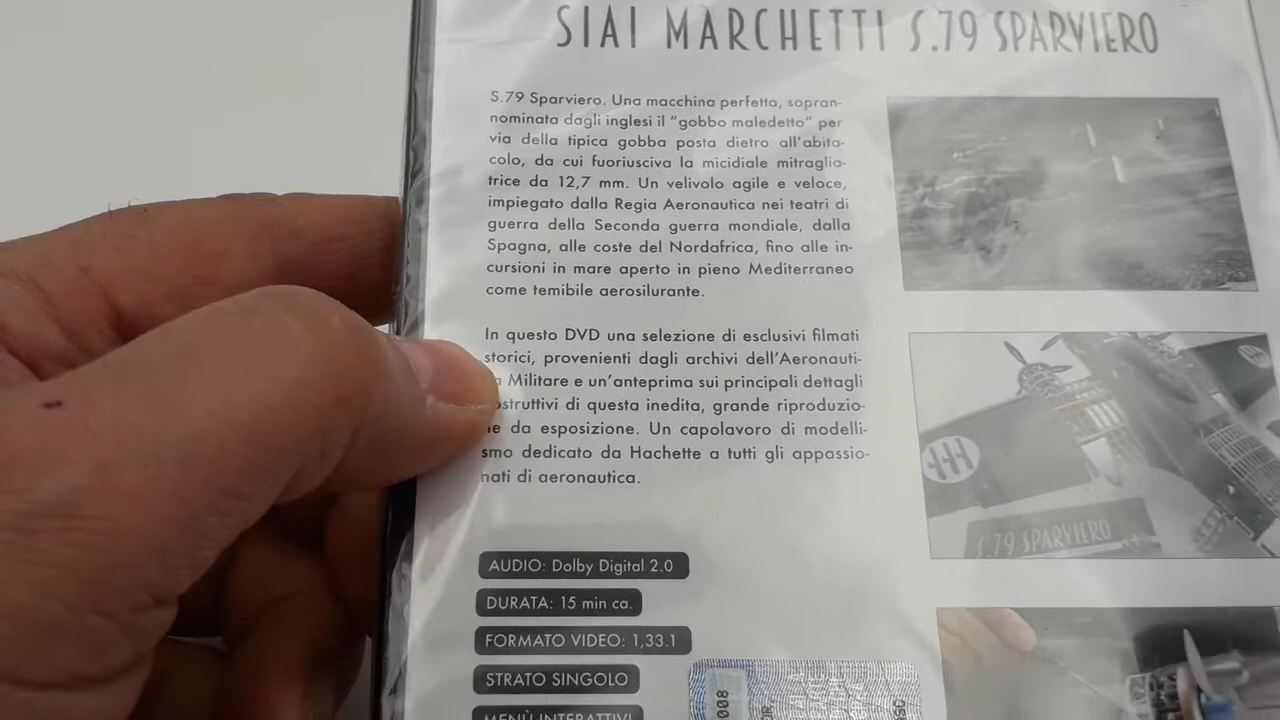 SIAI MARCHETTI S.79 SPARVIERO
S.79 Sparviero. Una macchina perfetta, sopran-
nominata dagli inglesi il "gobbo maledetto" per
via della tipica gobba posta dietro all'abita-
colo, da cui fuoriusciva la micidiale mitraglia-
trice da 12,7 mm. Un velivolo agile e veloce,
impiegato dalla Regia Aeronautica nei teatri di
guerra della Seconda guerra mondiale, dalla
Spagna, alle coste del Nordafrica, fino alle in-
cursioni in mare aperto in pieno Mediterraneo
come temibile aerosilurante.
In questo DVD una selezione di esclusivi filmati
storici, provenienti dagli archivi dell'Aeronauti-
Militare e un'anteprima sui principali dettagli
ostruttivi di questa inedita, grande riproduzio-
ne da esposizione. Un capolavoro di modelli-
smo dedicato da Hachette a tutti gli appassio-
nati di aeronautica.
S.79 SPARVIERO
AUDIO: Dolby Digital 2.0
DURATA: 15 min ca.
FORMATO VIDEO: 1,33.1
STRATO SINGOLO
MENÙ INTERATTIVI
008